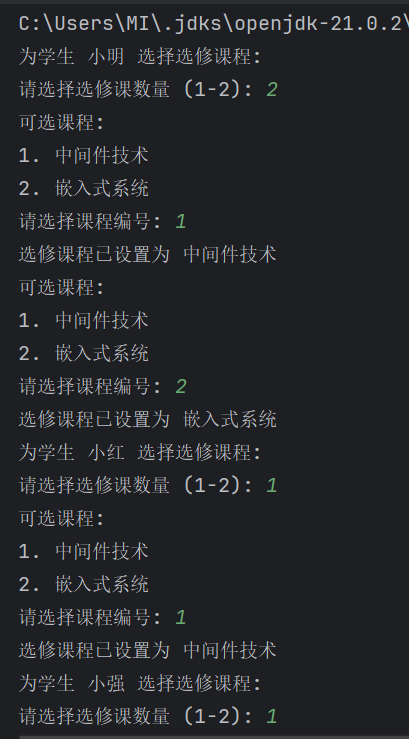 C:\Users\MI\.jdks\openjdk-21.0.2\
为学生 小明 选择选修课程:
请选择选修课数量 (1-2): 2
可选课程:
1. 中间件技术
2. 嵌入式系统
请选择课程编号: 1
选修课程已设置为 中间件技术
可选课程:
1. 中间件技术
2. 嵌入式系统
请选择课程编号: 2
选修课程已设置为 嵌入式系统
为学生 小红 选择选修课程:
请选择选修课数量 (1-2): 1
可选课程:
1. 中间件技术
2. 嵌入式系统
请选择课程编号: 1
选修课程已设置为 中间件技术
为学生 小强 选择选修课程:
请选择选修课数量 (1-2): 1